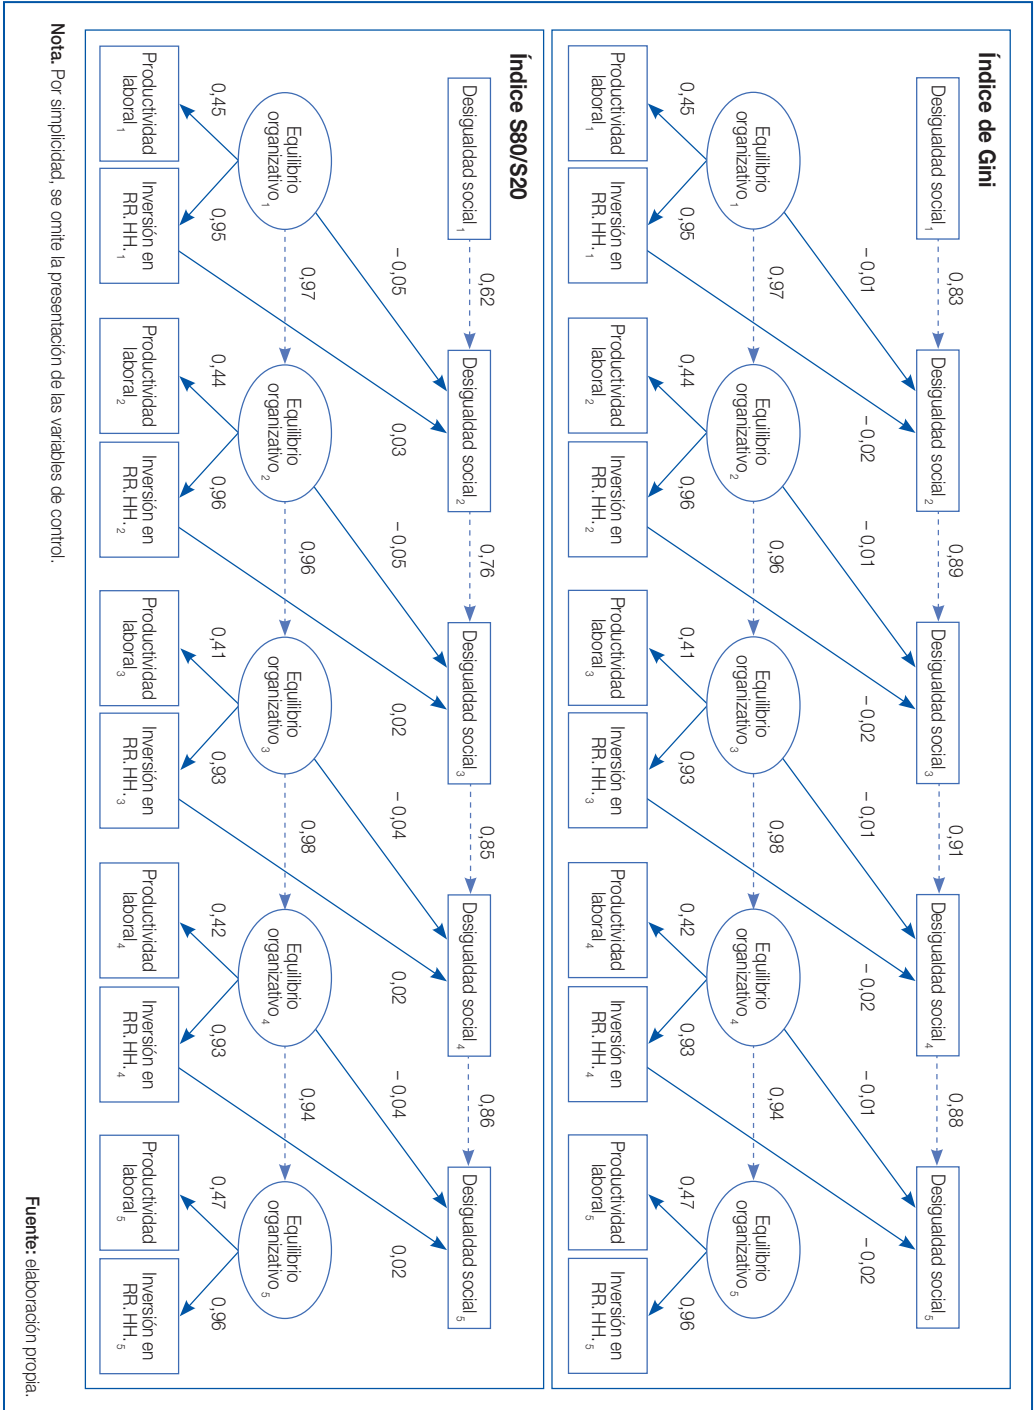 Índice de Gini
Desigualdad social1
0,83
Desigualdad social2
0,89
Desigualdad social3
0,91
Desigualdad social4
0,88
Desigualdad social5
– 0,01
– 0,02
– 0,01
– 0,02
– 0,01
– 0,02
– 0,01
– 0,02
Equilibrio
organizativo1
0,97
Equilibrio
organizativo2
0,96
Equilibrio
organizativo3
0,98
Equilibrio
organizativo4
0,94
Equilibrio
organizativo5
0,45
0,95
0,44
0,96
0,41
0,93
0,42
0,93
0,47
0,96
Productividad
laboral1
Inversión en
RR. HH.1
Productividad
laboral2
Inversión en
RR. HH.2
Productividad
laboral3
Inversión en
RR. HH.3
Productividad
laboral4
Inversión en
RR. HH.4
Productividad
laboral5
Inversión en
RR. HH.5
Índice S80/S20
Desigualdad social1
0,62
Desigualdad social2
0,76
Desigualdad social3
0,85
Desigualdad social4
0,86
Desigualdad social5
– 0,05
0,03
– 0,05
0,02
– 0,04
0,02
– 0,04
0,02
Equilibrio
organizativo1
0,97
Equilibrio
organizativo2
0,96
Equilibrio
organizativo3
0,98
Equilibrio
organizativo4
0,94
Equilibrio
organizativo5
0,45
0,95
0,44
0,96
0,41
0,93
0,42
0,93
0,47
0,96
Productividad
laboral1
Inversión en
RR. HH.1
Productividad
laboral2
Inversión en
RR. HH.2
Productividad
laboral3
Inversión en
RR. HH.3
Productividad
laboral4
Inversión en
RR. HH.4
Productividad
laboral5
Inversión en
RR. HH.5
Nota. Por simplicidad, se omite la presentación de las variables de control.
Fuente: elaboración propia.